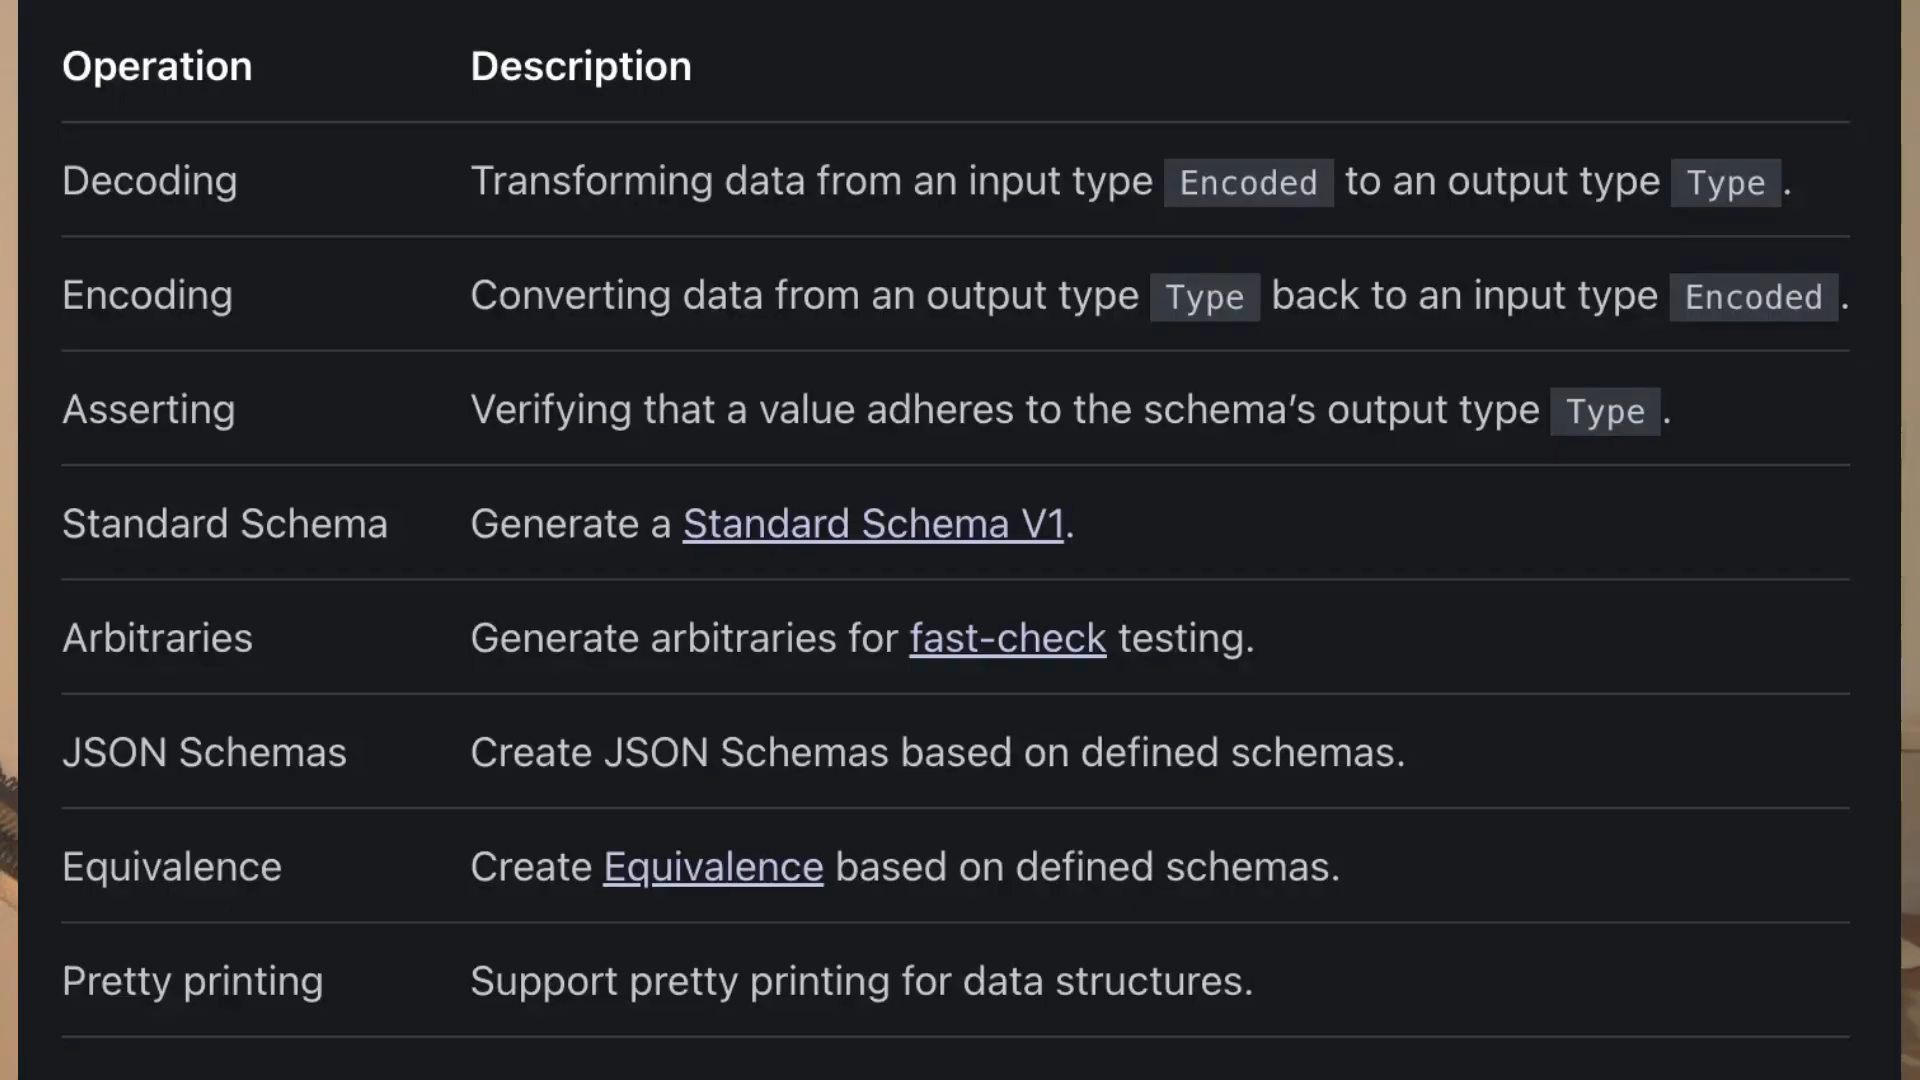 Operation Description
Decoding Transforming data from an input type Encoded to an output type Type.
Encoding Converting data from an output type Type back to an input type Encoded.
Asserting Verifying that a value adheres to the schema’s output type Type.
Standard Schema Generate a Standard Schema V1.
Arbitraries Generate arbitraries for fast-check testing.
JSON Schemas Create JSON Schemas based on defined schemas.
Equivalence Create Equivalence based on defined schemas.
Pretty printing Support pretty printing for data structures.